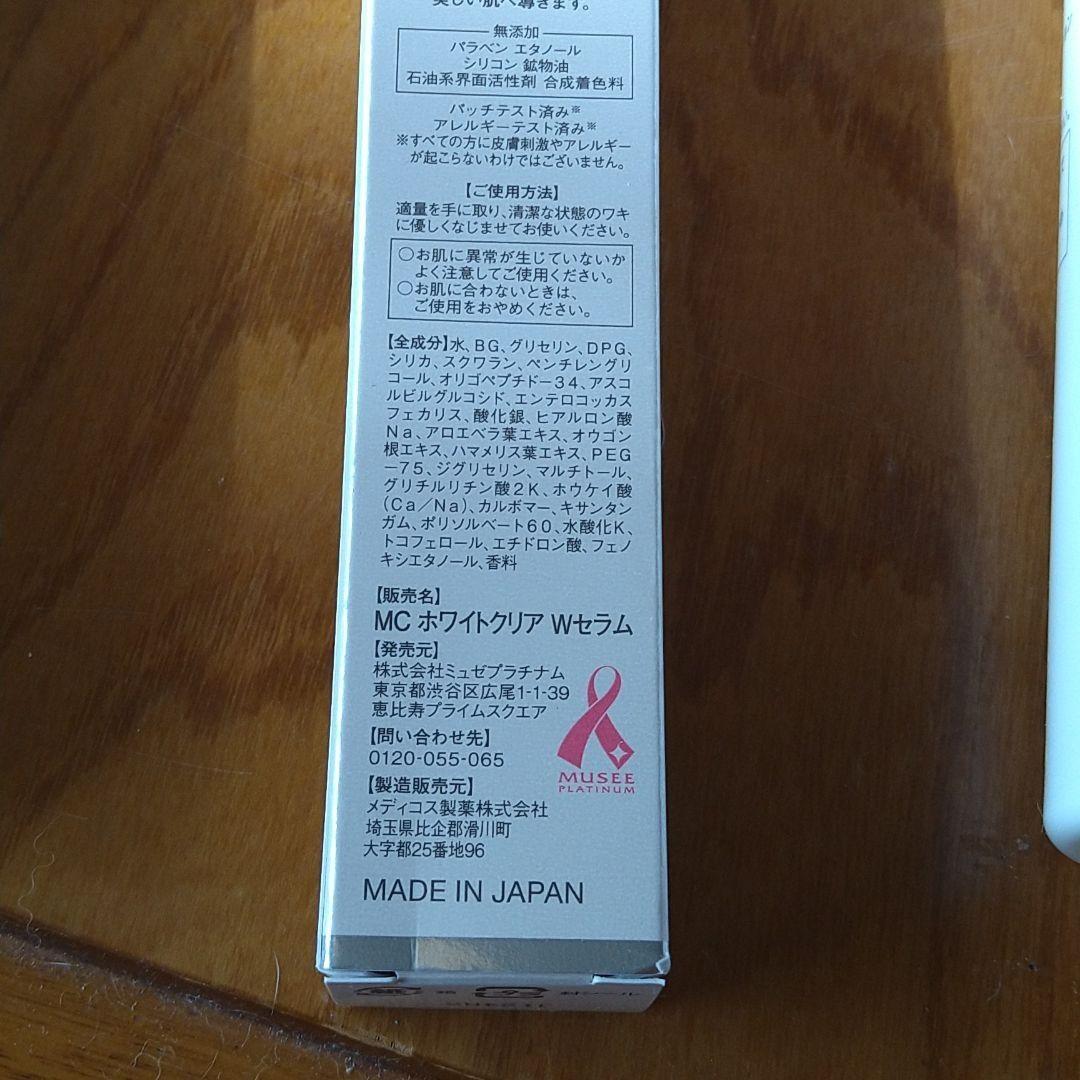 美しい肌へ導きます。
無添加
パラベン エタノール
シリコン 鉱物油
石油系界面活性剤 合成着色料
パッチテスト済み※
アレルギーテスト済み※
※すべての方に皮膚刺激やアレルギー
が起こらないわけではございません。
【ご使用方法】
適量を手に取り、清潔な状態のワキ
に優しくなじませてお使いください。
○お肌に異常が生じていないか
よく注意してご使用ください。
○お肌に合わないときは、
ご使用をおやめください。
【全成分】水、BG、グリセリン、DPG、
シリカ、スクワラン、ペンチレングリ
コール、オリゴペプチドー34、アスコ
ルビルグルコシド、エンテロコッカス
フェカリス、酸化銀、ヒアルロン酸
Na、アロエベラ葉エキス、オウゴン
根エキス、ハマメリス葉エキス、PEG
ー75、ジグリセリン、マルチトール、
グリチルリチン酸2K、ホウケイ酸
(Ca/Na)、カルボマー、キサンタン
ガム、ポリソルベート60、水酸化K、
トコフェロール、エチドロン酸、フェノ
キシエタノール、香料
【販売名】
MC ホワイトクリア Wセラム
【発売元】
株式会社ミュゼプラチナム
東京都渋谷区広尾1-1-39
恵比寿プライムスクエア
【問い合わせ先】
0120-055-065
MUSEE
PLATINUM
【製造販売元】
メディコス製薬株式会社
埼玉県比企郡滑川町
大字都25番地96
MADE IN JAPAN